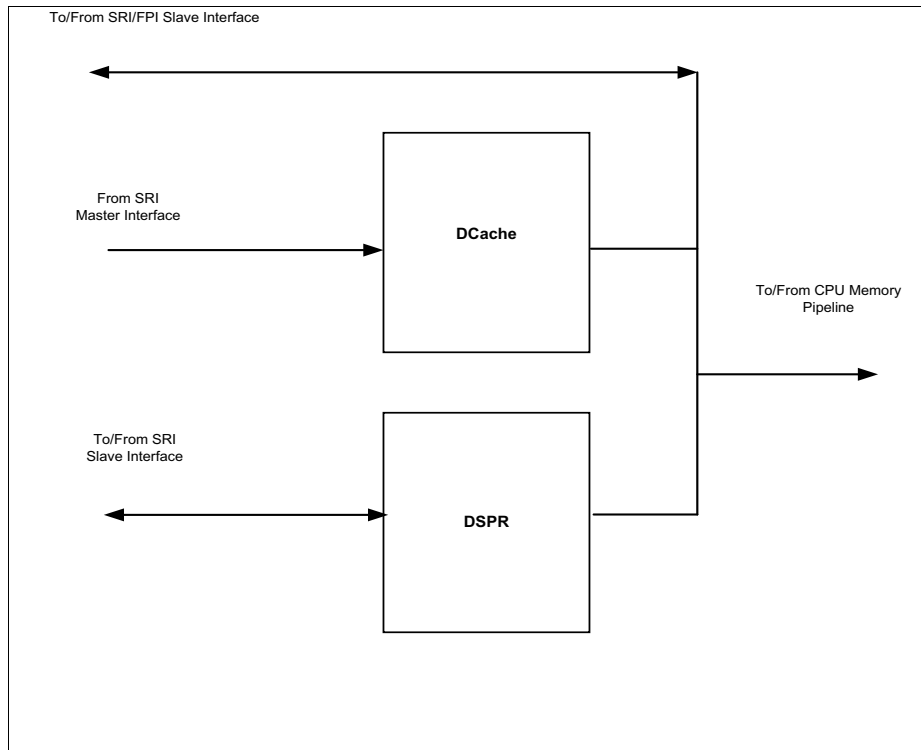 To/From SRI/FPI Slave Interface
From SRI
Master Interface
DCache
To/From CPU Memory
Pipeline
To/From SRI
Slave Interface
DSPR